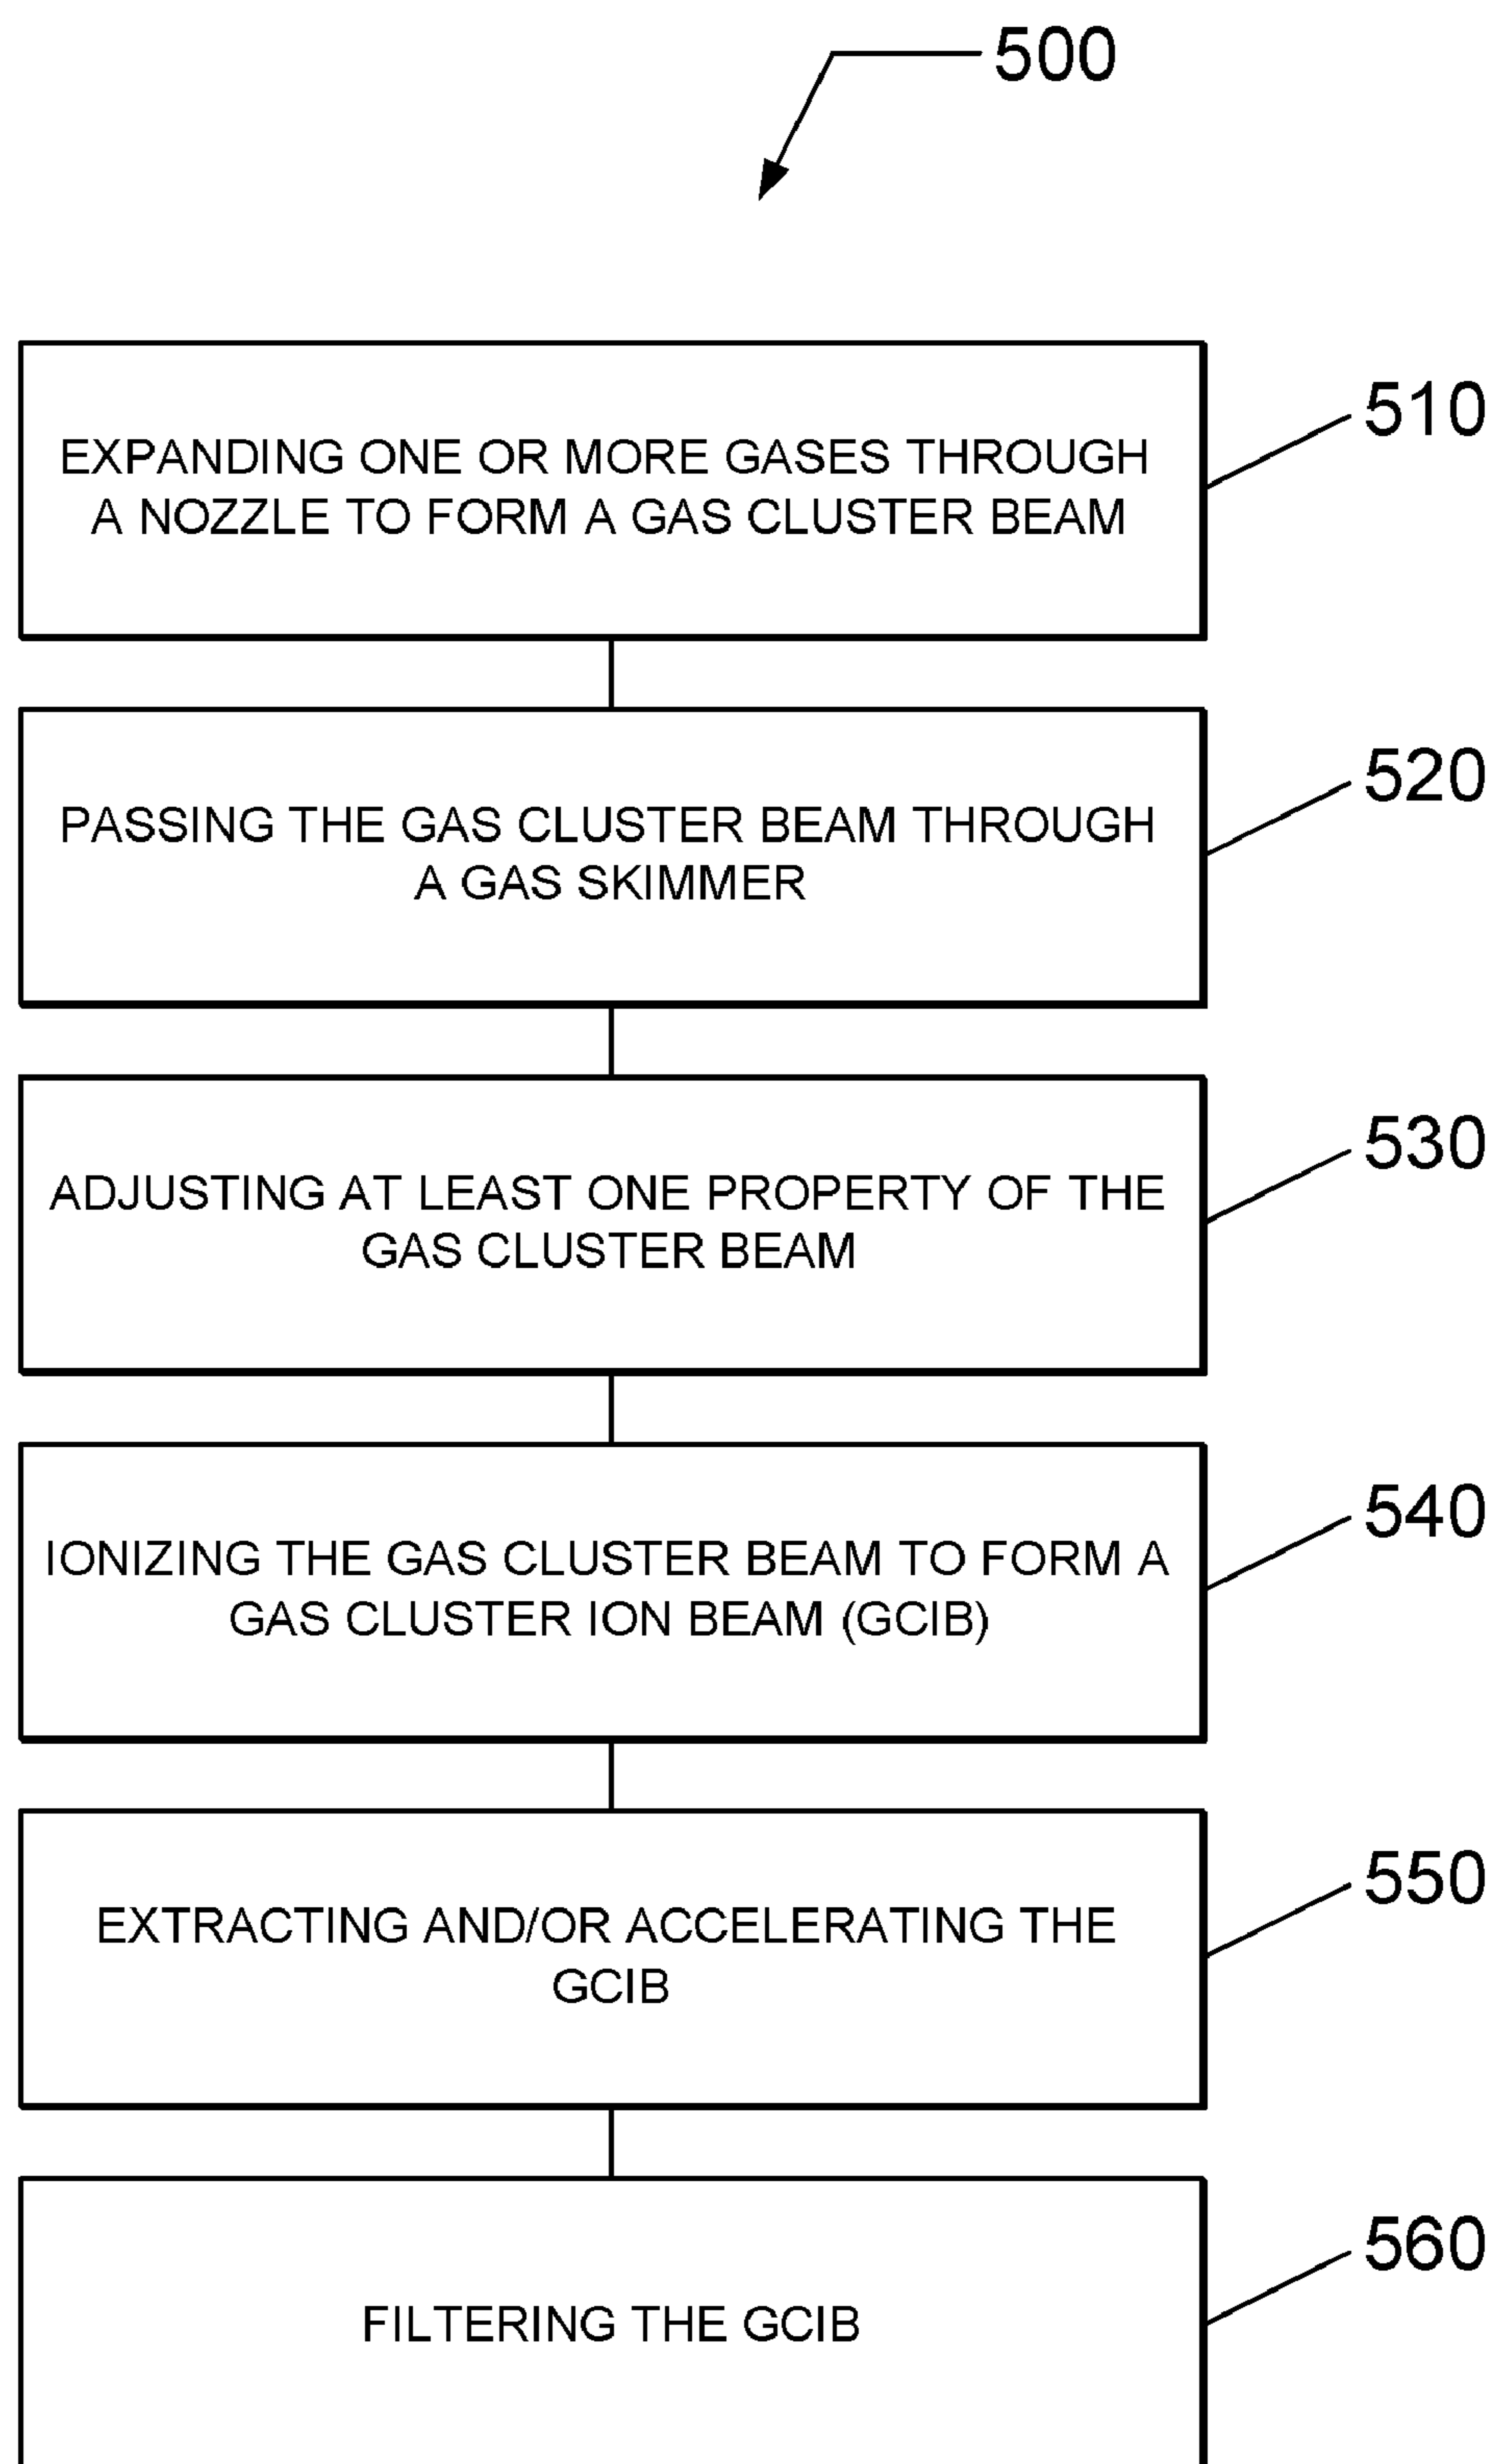 500
EXPANDING ONE OR MORE GASES THROUGH
A NOZZLE TO FORM A GAS CLUSTER BEAM
510
PASSING THE GAS CLUSTER BEAM THROUGH
A GAS SKIMMER
520
ADJUSTING AT LEAST ONE PROPERTY OF THE
GAS CLUSTER BEAM
530
IONIZING THE GAS CLUSTER BEAM TO FORM A
GAS CLUSTER ION BEAM (GCIB)
540
EXTRACTING AND/OR ACCELERATING THE
GCIB
550
FILTERING THE GCIB
560